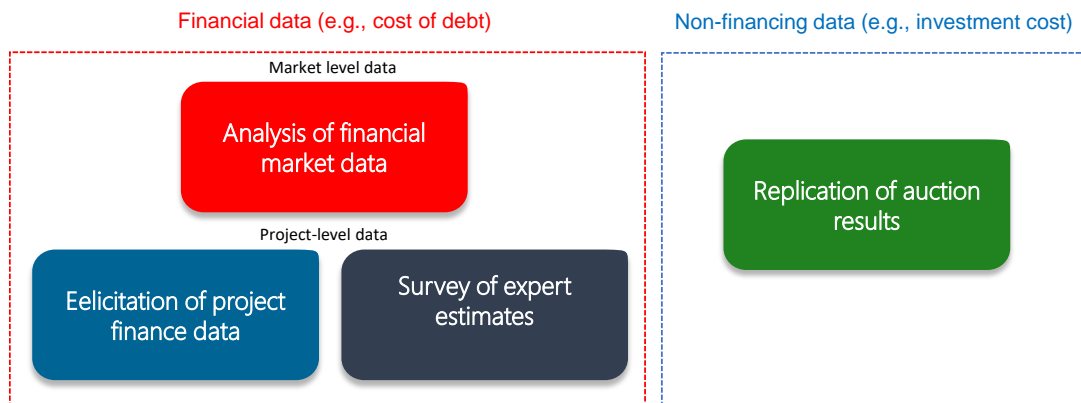 Financial data (e.g., cost of debt)
Non-financing data (e.g., investment cost)
Market level data
Analysis of financial
market data
Replication of auction
results
Project-level data
Eelicitation of project
finance data
Survey of expert
estimates